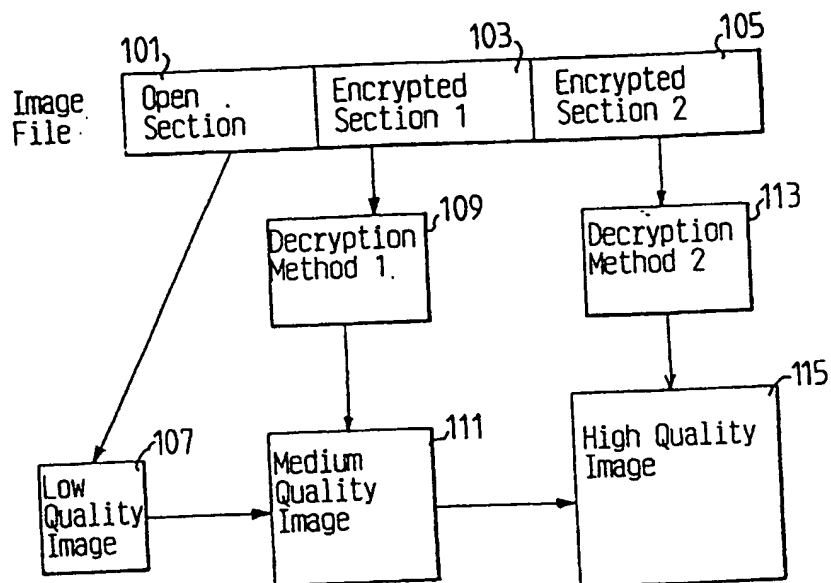 101
103
105
Image
File
Open
Section
Encrypted
Section 1
Encrypted
Section 2
109
113
Decryption
Method 1.
Decryption
Method 2
107
111
115
Low
Quality
Image
Medium
Quality
Image
High Quality
Image